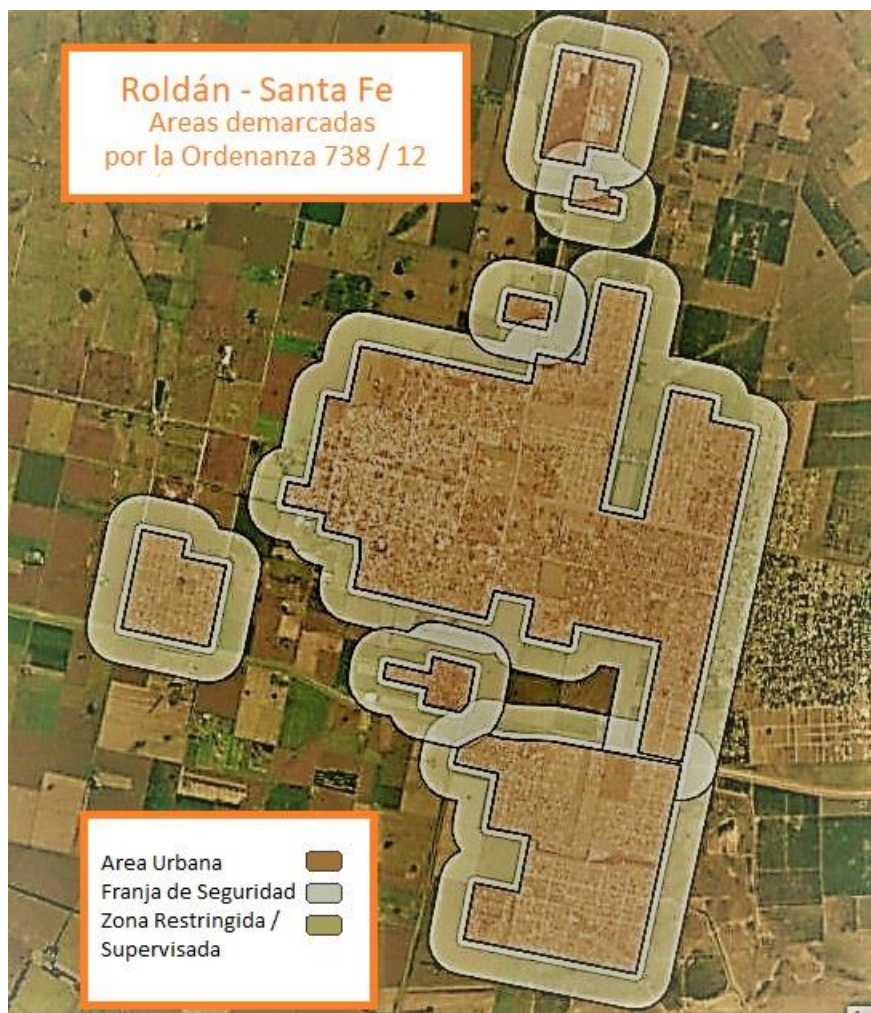 Roldán - Santa Fe
Areas demarcadas
por la Ordenanza 738 / 12
Area Urbana
Franja de Seguridad
Zona Restringida /
Supervisada